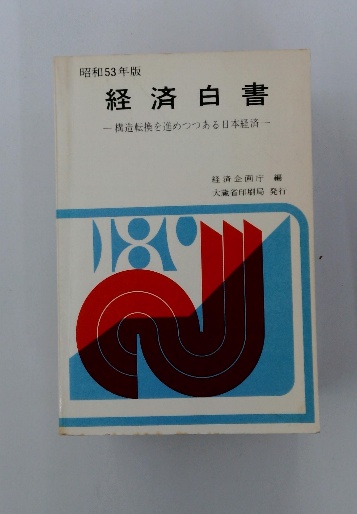 昭和53年版
経済白書
―構造転換を進めつつある日本経済―
経済企画庁 編
大蔵省印刷局 発行